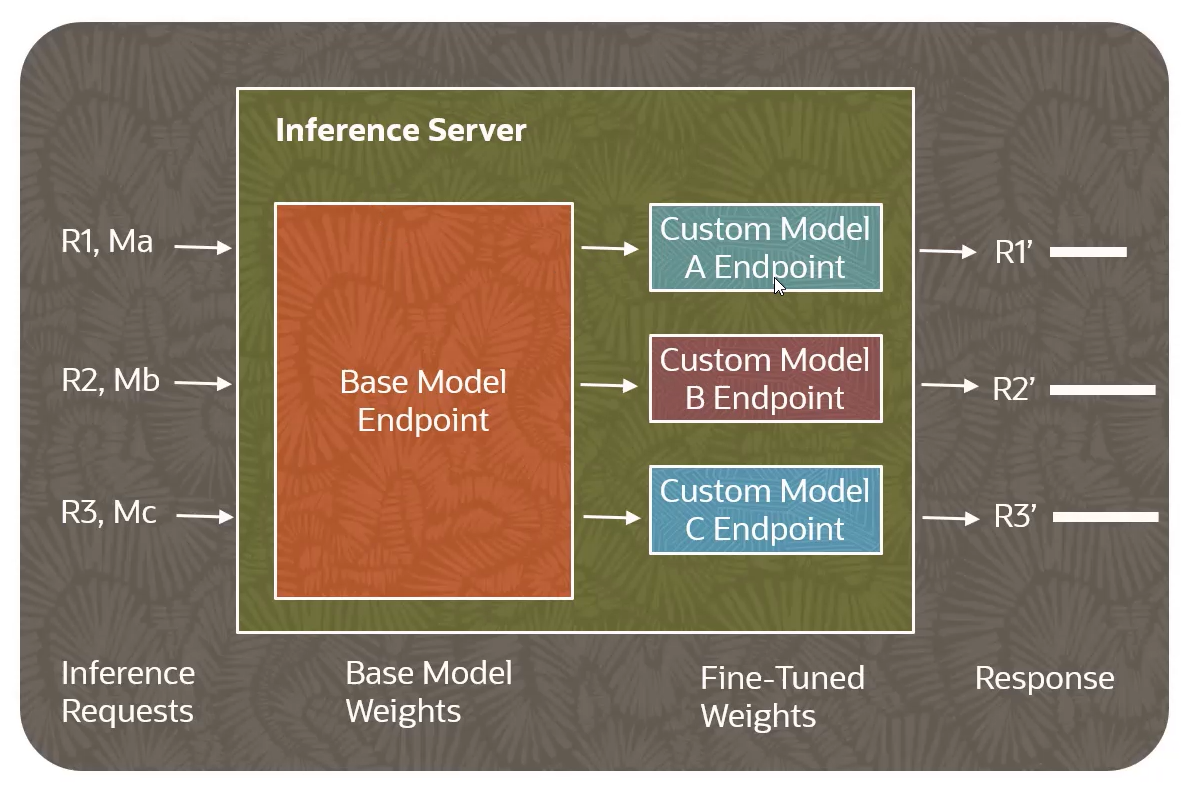 Inference Server
R1, Ma
Custom Model
A Endpoint
R1’
R2, Mb
Base Model
Endpoint
Custom Model
B Endpoint
R2’
R3, Mc
Custom Model
C Endpoint
R3’
Inference
Requests
Base Model
Weights
Fine-Tuned
Weights
Response